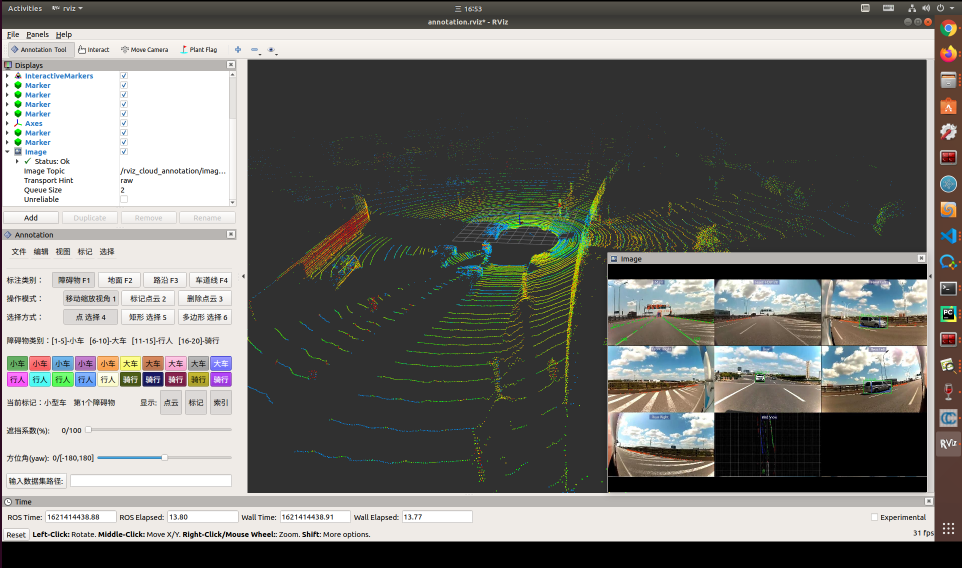 Activities rviz 三 16:53
annotation.rviz* - RViz
File Panels Help
Annotation Tool Interact Move Camera Plant Flag
Displays
InteractiveMarkers
Marker
Marker
Marker
Marker
Axes
Marker
Marker
Image
Status: Ok
Image Topic /rviz_cloud_annotation/imag...
Transport Hint raw
Queue Size 2
Unreliable
Add Duplicate Remove Rename
Annotation
文件 编辑 视图 标记 选择
标注类别： 障碍物 F1 地面 F2 路沿 F3 车道线 F4
操作模式： 移动缩放视角 1 标记点云 2 删除点云 3
选择方式： 点 选择 4 矩形 选择 5 多边形 选择 6
障碍物类别：[1-5]-小车 [6-10]-大车 [11-15]-行人 [16-20]-骑行
小车 小车 小车 小车 小车 大车 大车 大车 大车 大车
行人 行人 行人 行人 行人 骑行 骑行 骑行 骑行 骑行
当前标记：小型车 第1个障碍物 显示: 点云 标记 索引
遮挡系数(%): 0/100
方位角(yaw): 0/[-180,180]
输入数据集路径:
Image
Time
ROS Time: 1621414438.88 ROS Elapsed: 13.80 Wall Time: 1621414438.91 Wall Elapsed: 13.77 Experimental
Reset Left-Click: Rotate. Middle-Click: Move X/Y. Right-Click/Mouse Wheel:: Zoom. Shift: More options. 31 fps
PC
RViz